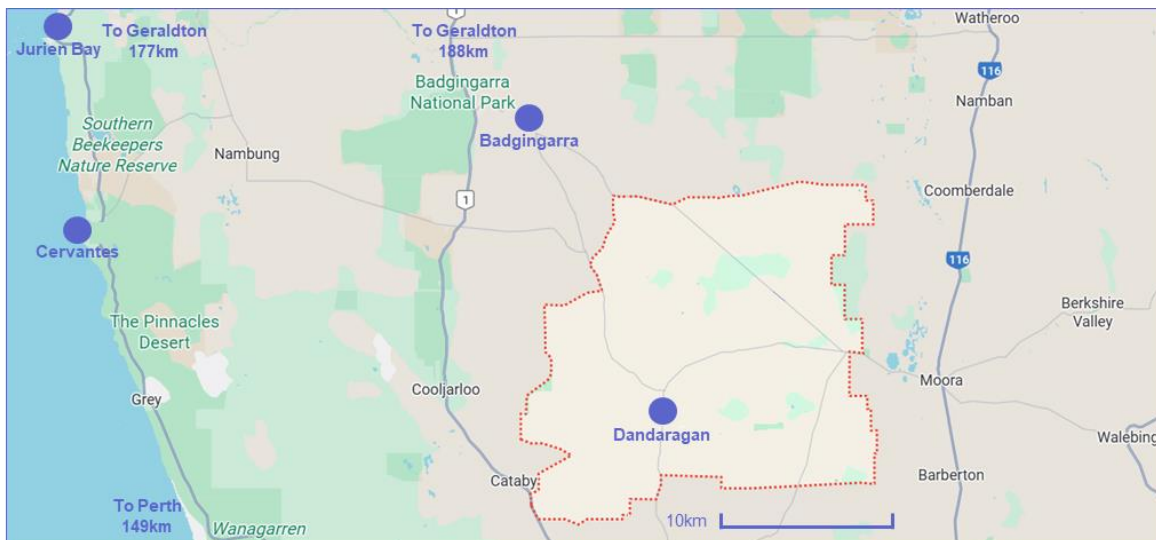 To Geraldton
177km
To Geraldton
188km
1
Watheroo
Jurien Bay
Badgingarra
National Park
116
Namban
Badgingarra
Southern
Beekeepers
Nature Reserve
Nambung
1
Coomberdale
Cervantes
116
Berkshire
Valley
The Pinnacles
Desert
Grey
Cooljarloo
Moora
Dandaragan
Walebing
Cataby
Barberton
To Perth
149km
Wanagarren
10km